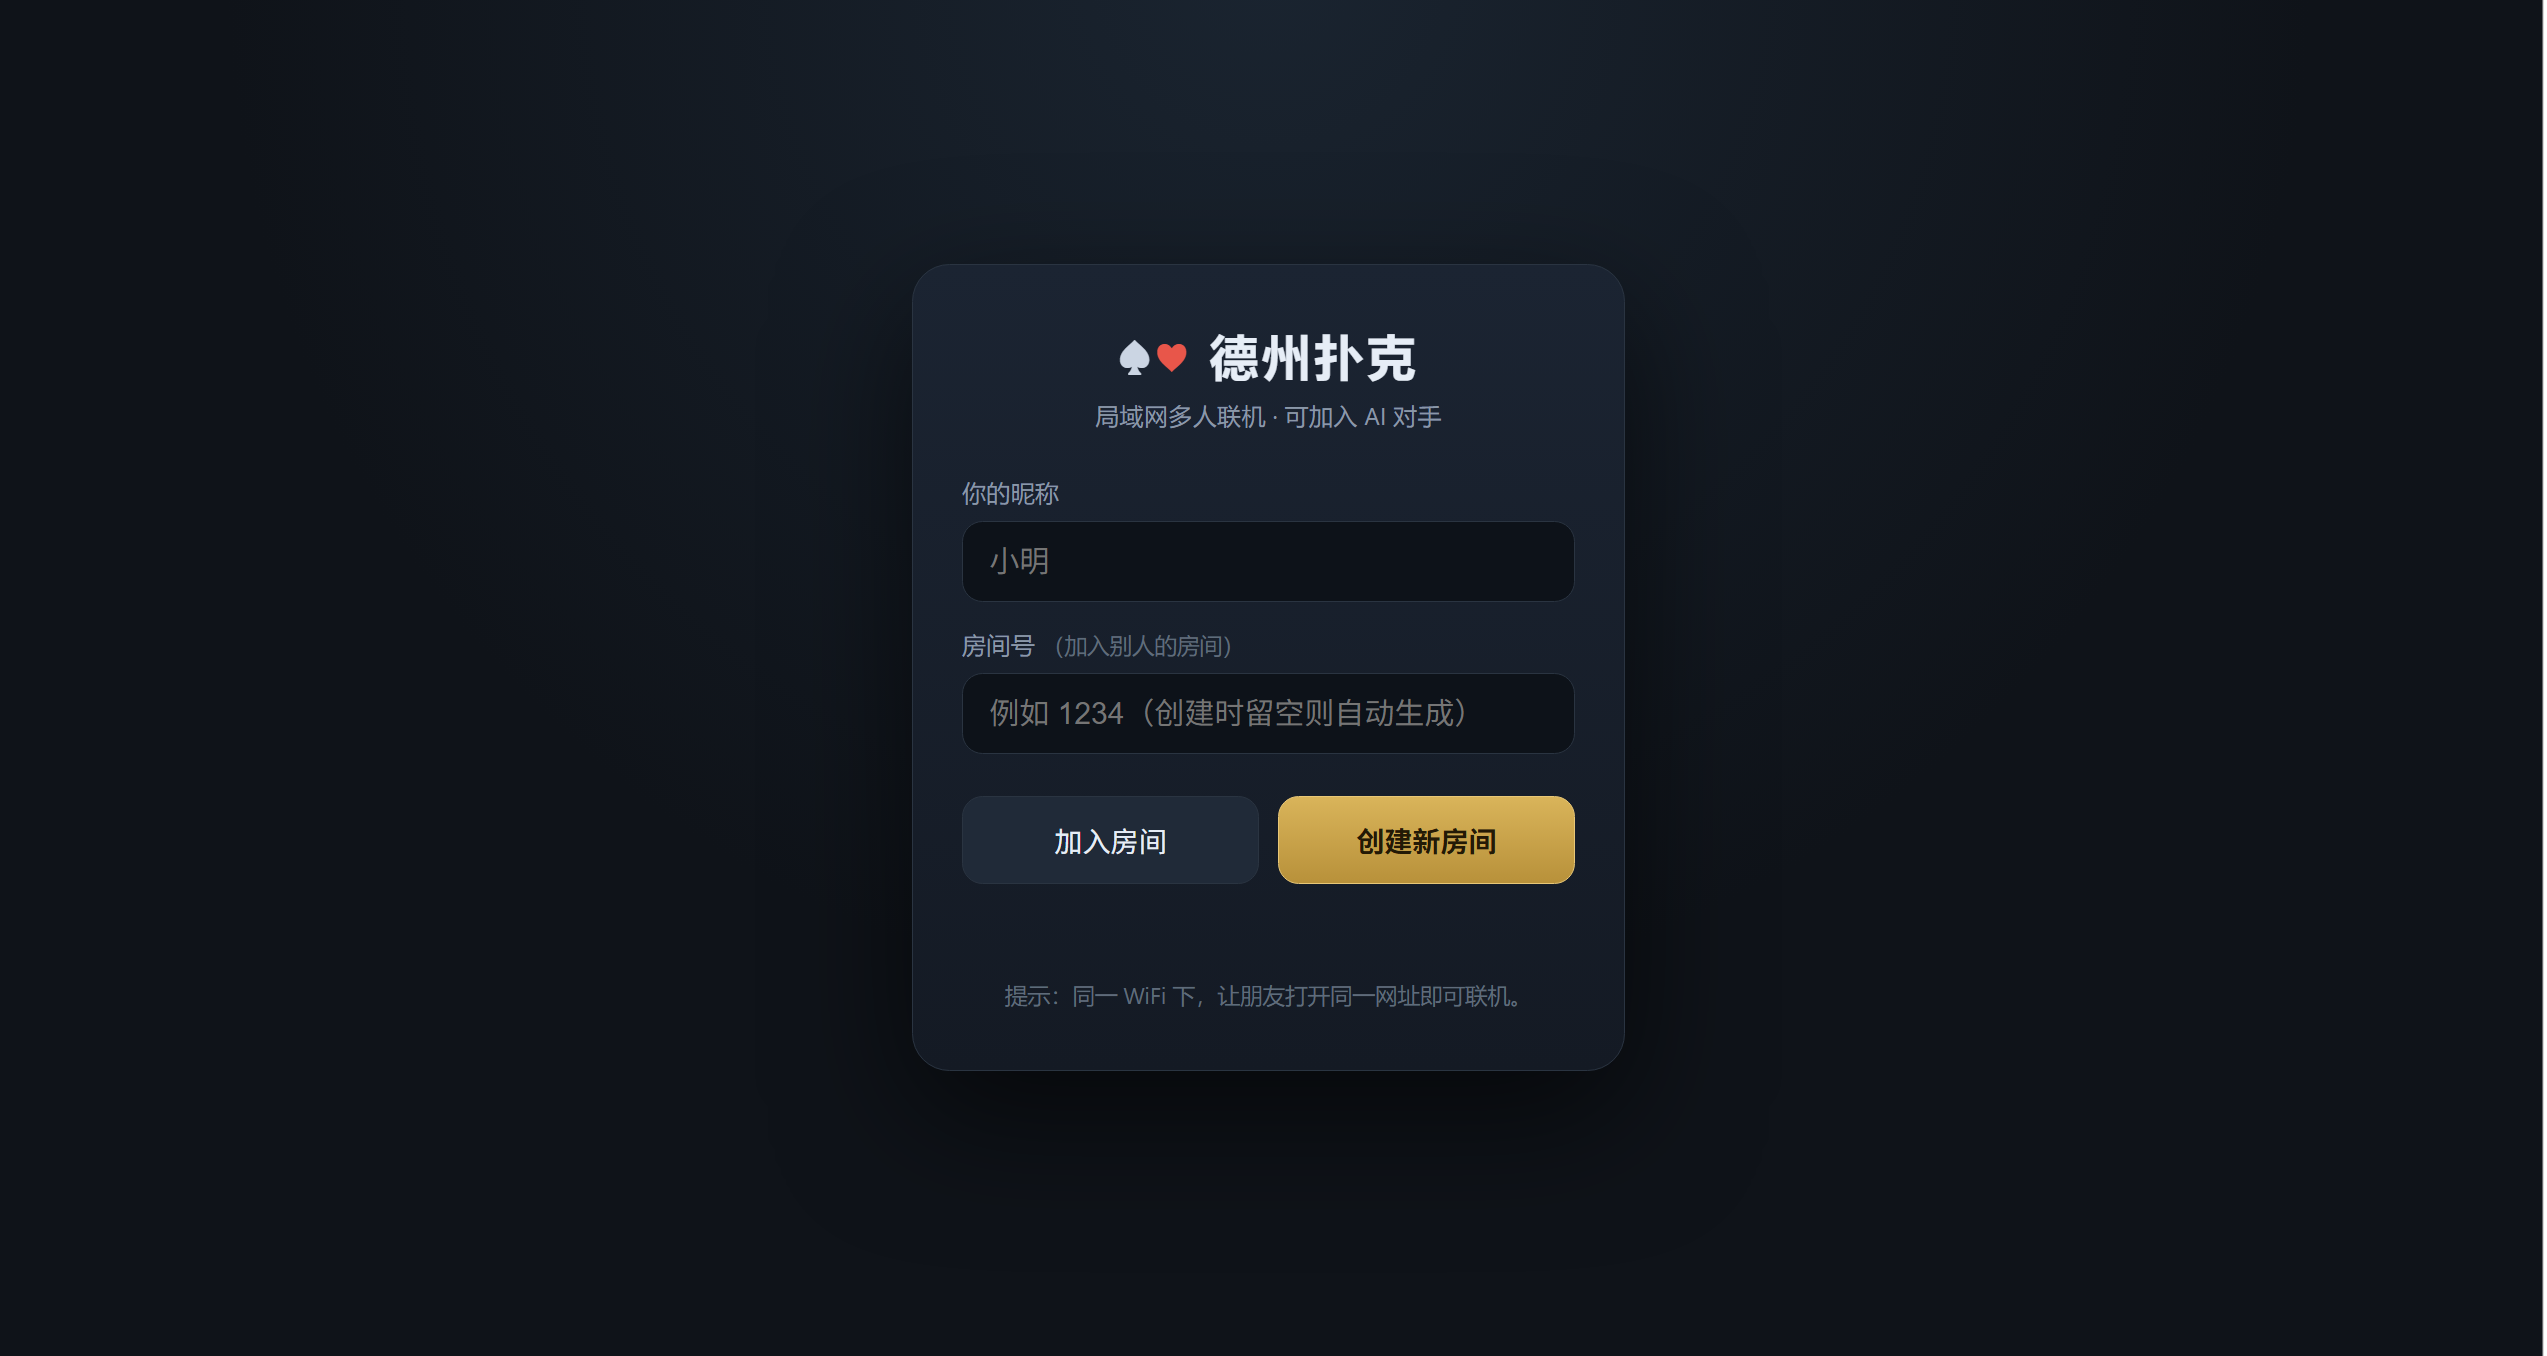 德州扑克
局域网多人联机 · 可加入 AI 对手
你的昵称
小明
房间号 （加入别人的房间）
例如 1234（创建时留空则自动生成）
加入房间
创建新房间
提示：同一 WiFi 下，让朋友打开同一网址即可联机。